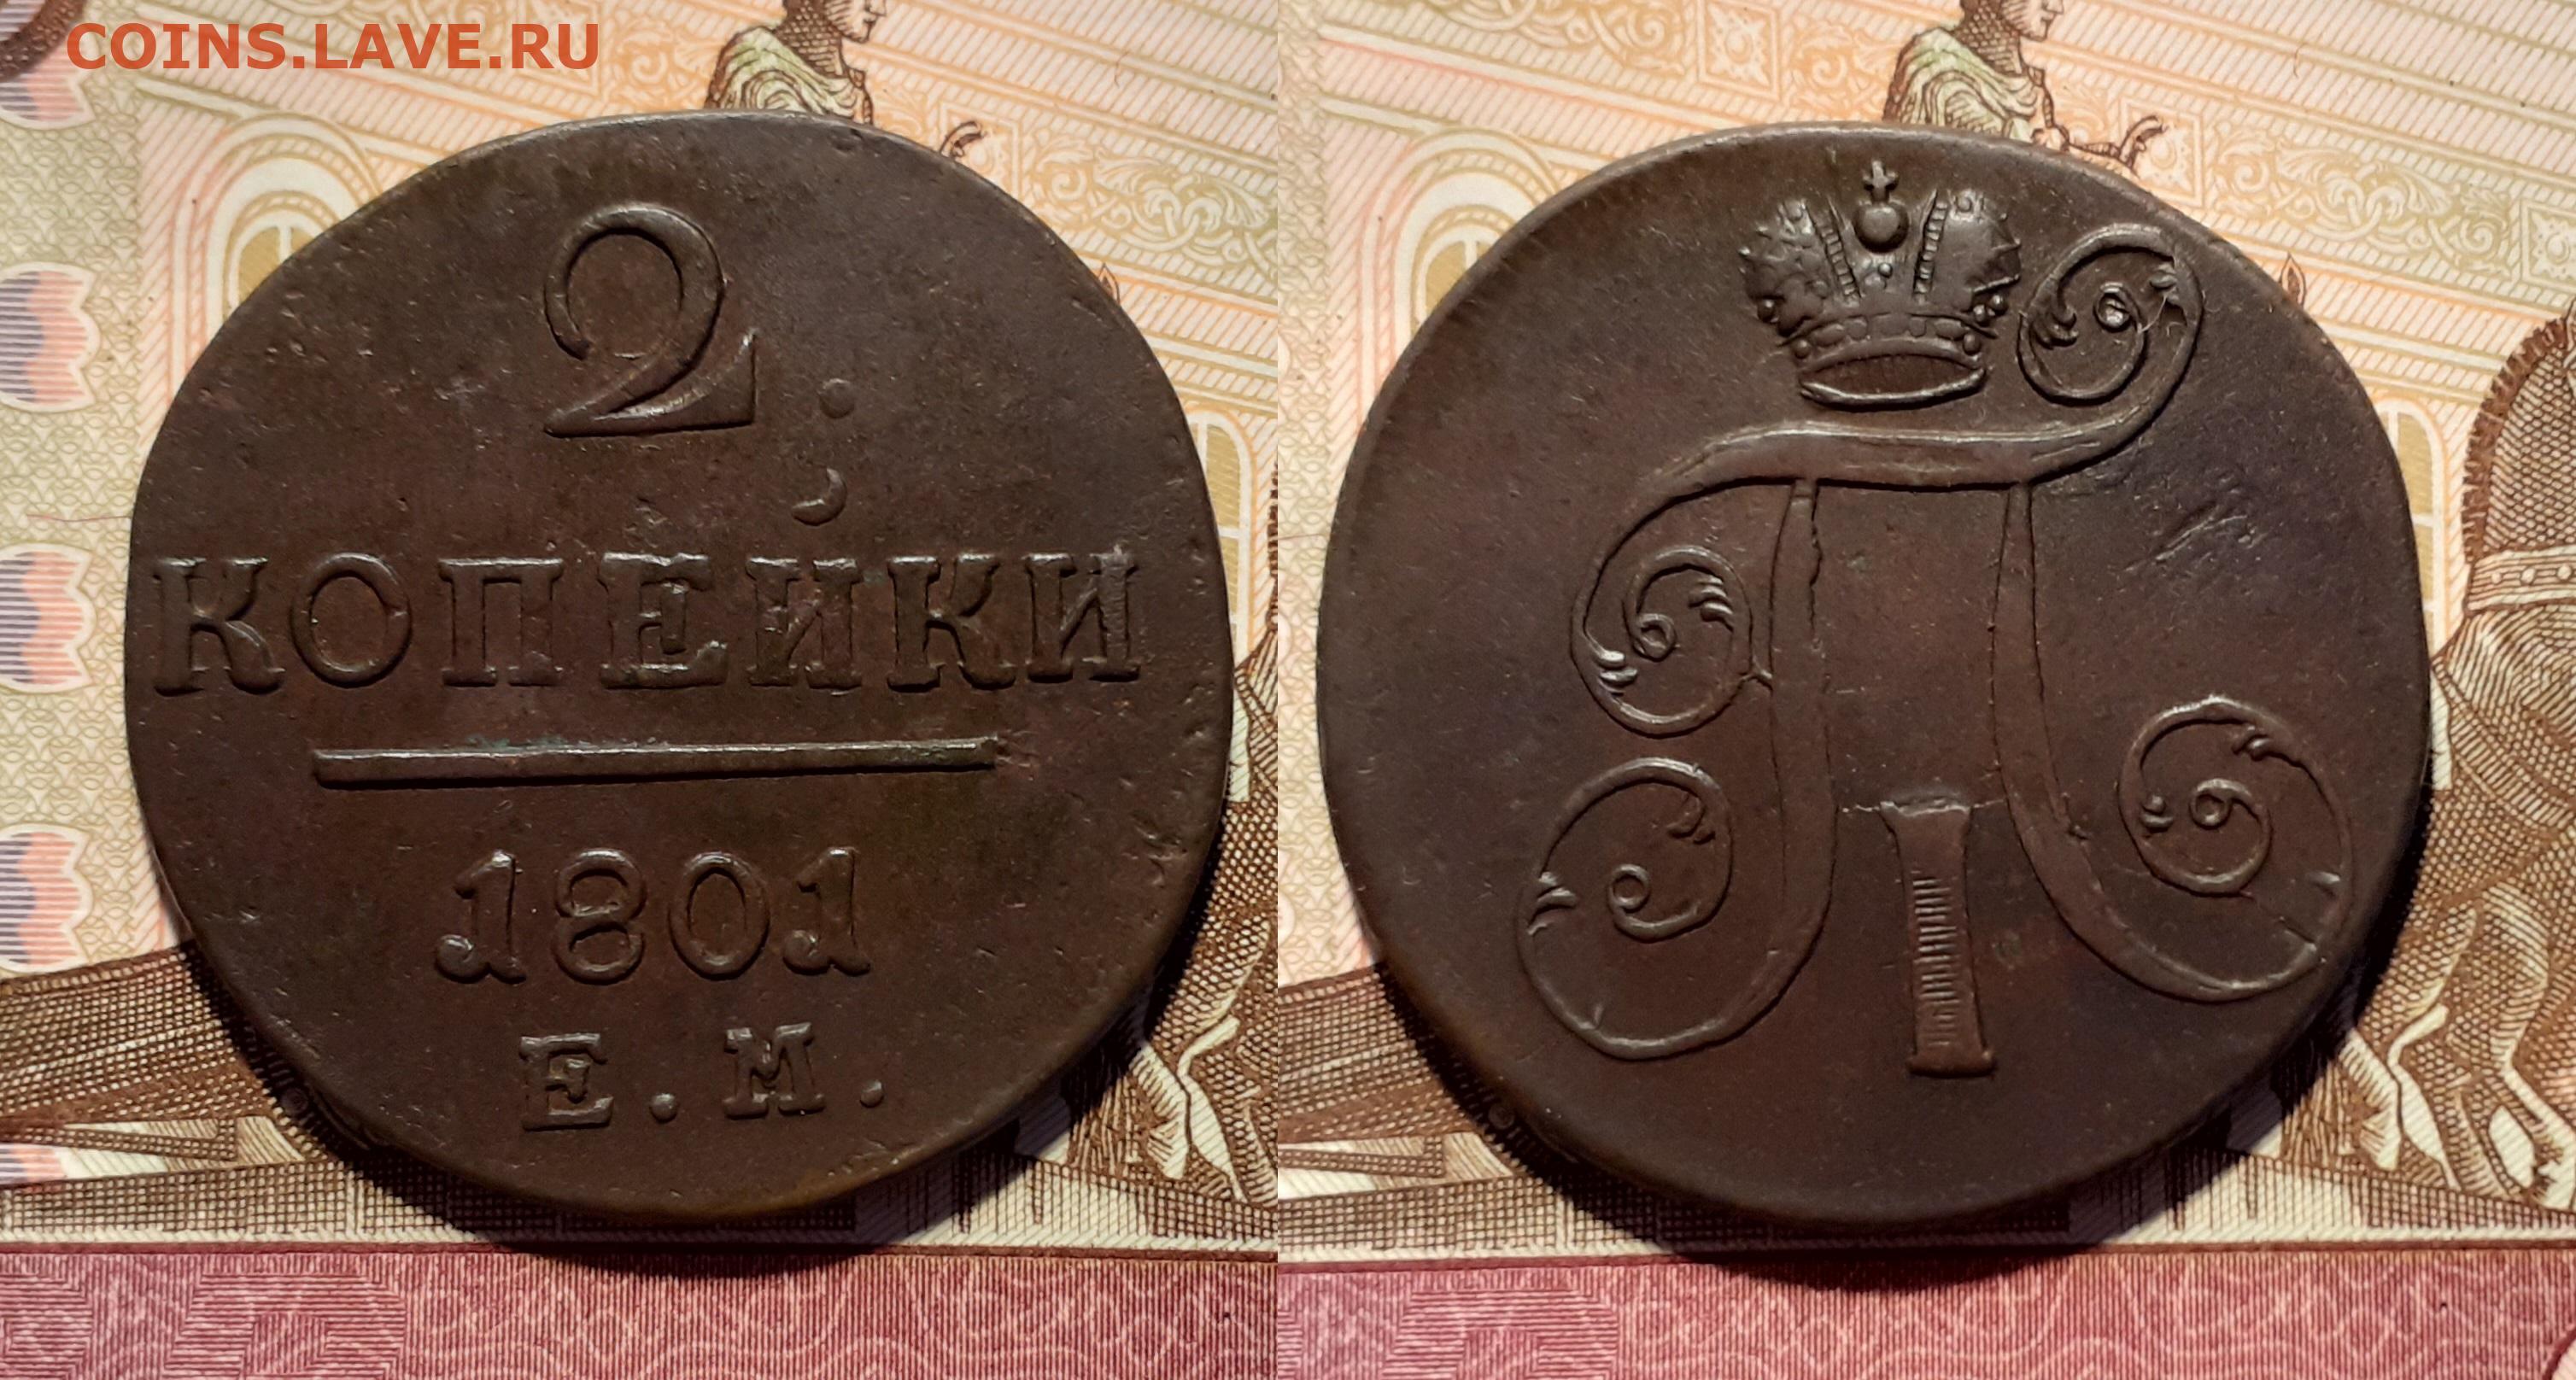 COINS.LAVE.RU
2.
КОПЕЙКИ
1801
Е.М.
П
I